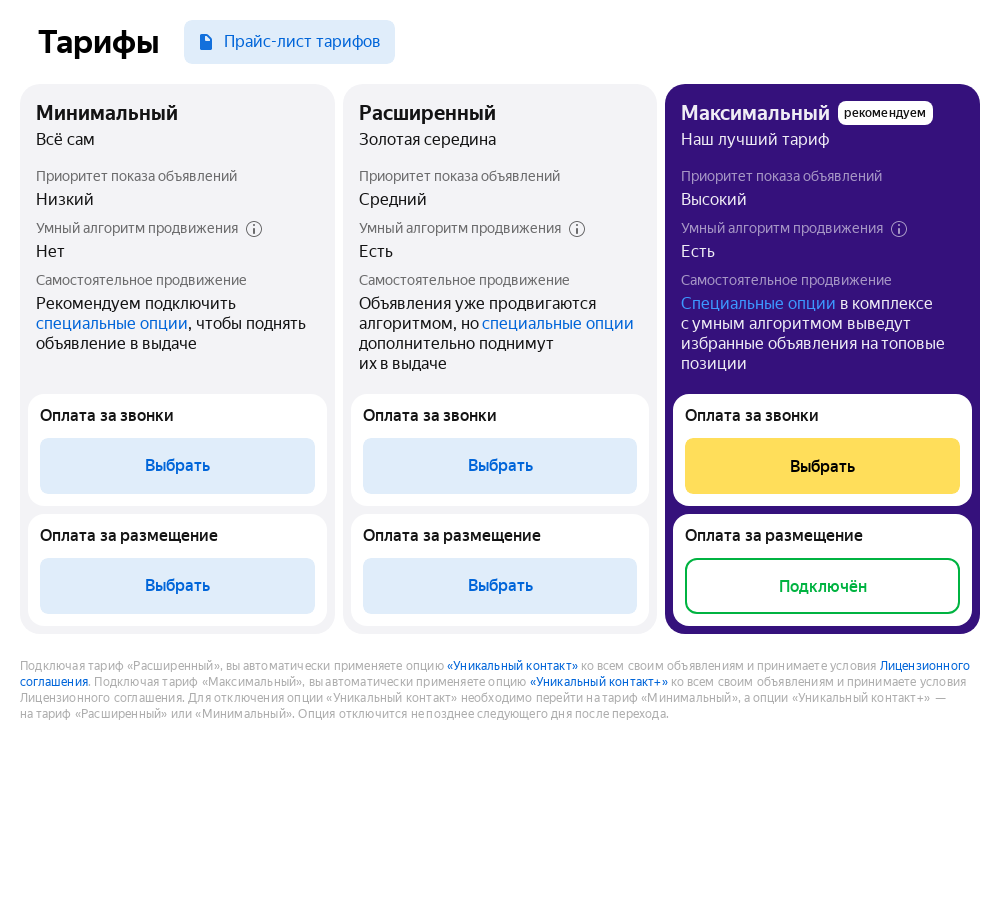 Тарифы
Прайс-лист тарифов
Минимальный
Всё сам
Приоритет показа объявлений
Низкий
Умный алгоритм продвижения
Нет
Самостоятельное продвижение
Рекомендуем подключить
специальные опции, чтобы поднять
объявление в выдаче
Оплата за звонки
Выбрать
Оплата за размещение
Выбрать
Расширенный
Золотая середина
Приоритет показа объявлений
Средний
Умный алгоритм продвижения
Есть
Самостоятельное продвижение
Объявления уже продвигаются
алгоритмом, но специальные опции
дополнительно поднимут
их в выдаче
Оплата за звонки
Выбрать
Оплата за размещение
Выбрать
Максимальный рекомендуем
Наш лучший тариф
Приоритет показа объявлений
Высокий
Умный алгоритм продвижения
Есть
Самостоятельное продвижение
Специальные опции в комплексе
с умным алгоритмом выведут
избранные объявления на топовые
позиции
Оплата за звонки
Выбрать
Оплата за размещение
Подключён
Подключая тариф «Расширенный», вы автоматически применяете опцию «Уникальный контакт» ко всем своим объявлениям и принимаете условия Лицензионного
соглашения. Подключая тариф «Максимальный», вы автоматически применяете опцию «Уникальный контакт+» ко всем своим объявлениям и принимаете условия
Лицензионного соглашения. Для отключения опции «Уникальный контакт» необходимо перейти на тариф «Минимальный», а опции «Уникальный контакт+» —
на тариф «Расширенный» или «Минимальный». Опция отключится не позднее следующего дня после перехода.